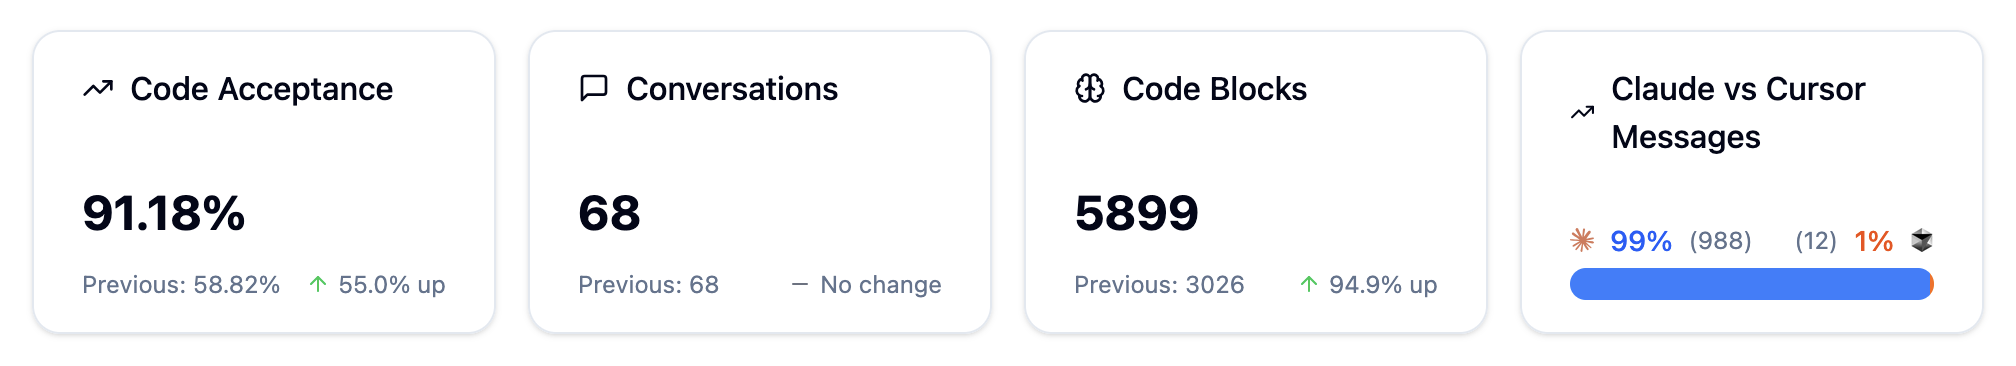 Code Acceptance
91.18%
Previous: 58.82% ↑ 55.0% up
Conversations
68
Previous: 68 — No change
Code Blocks
5899
Previous: 3026 ↑ 94.9% up
Claude vs Cursor
Messages
99% (988) (12) 1%